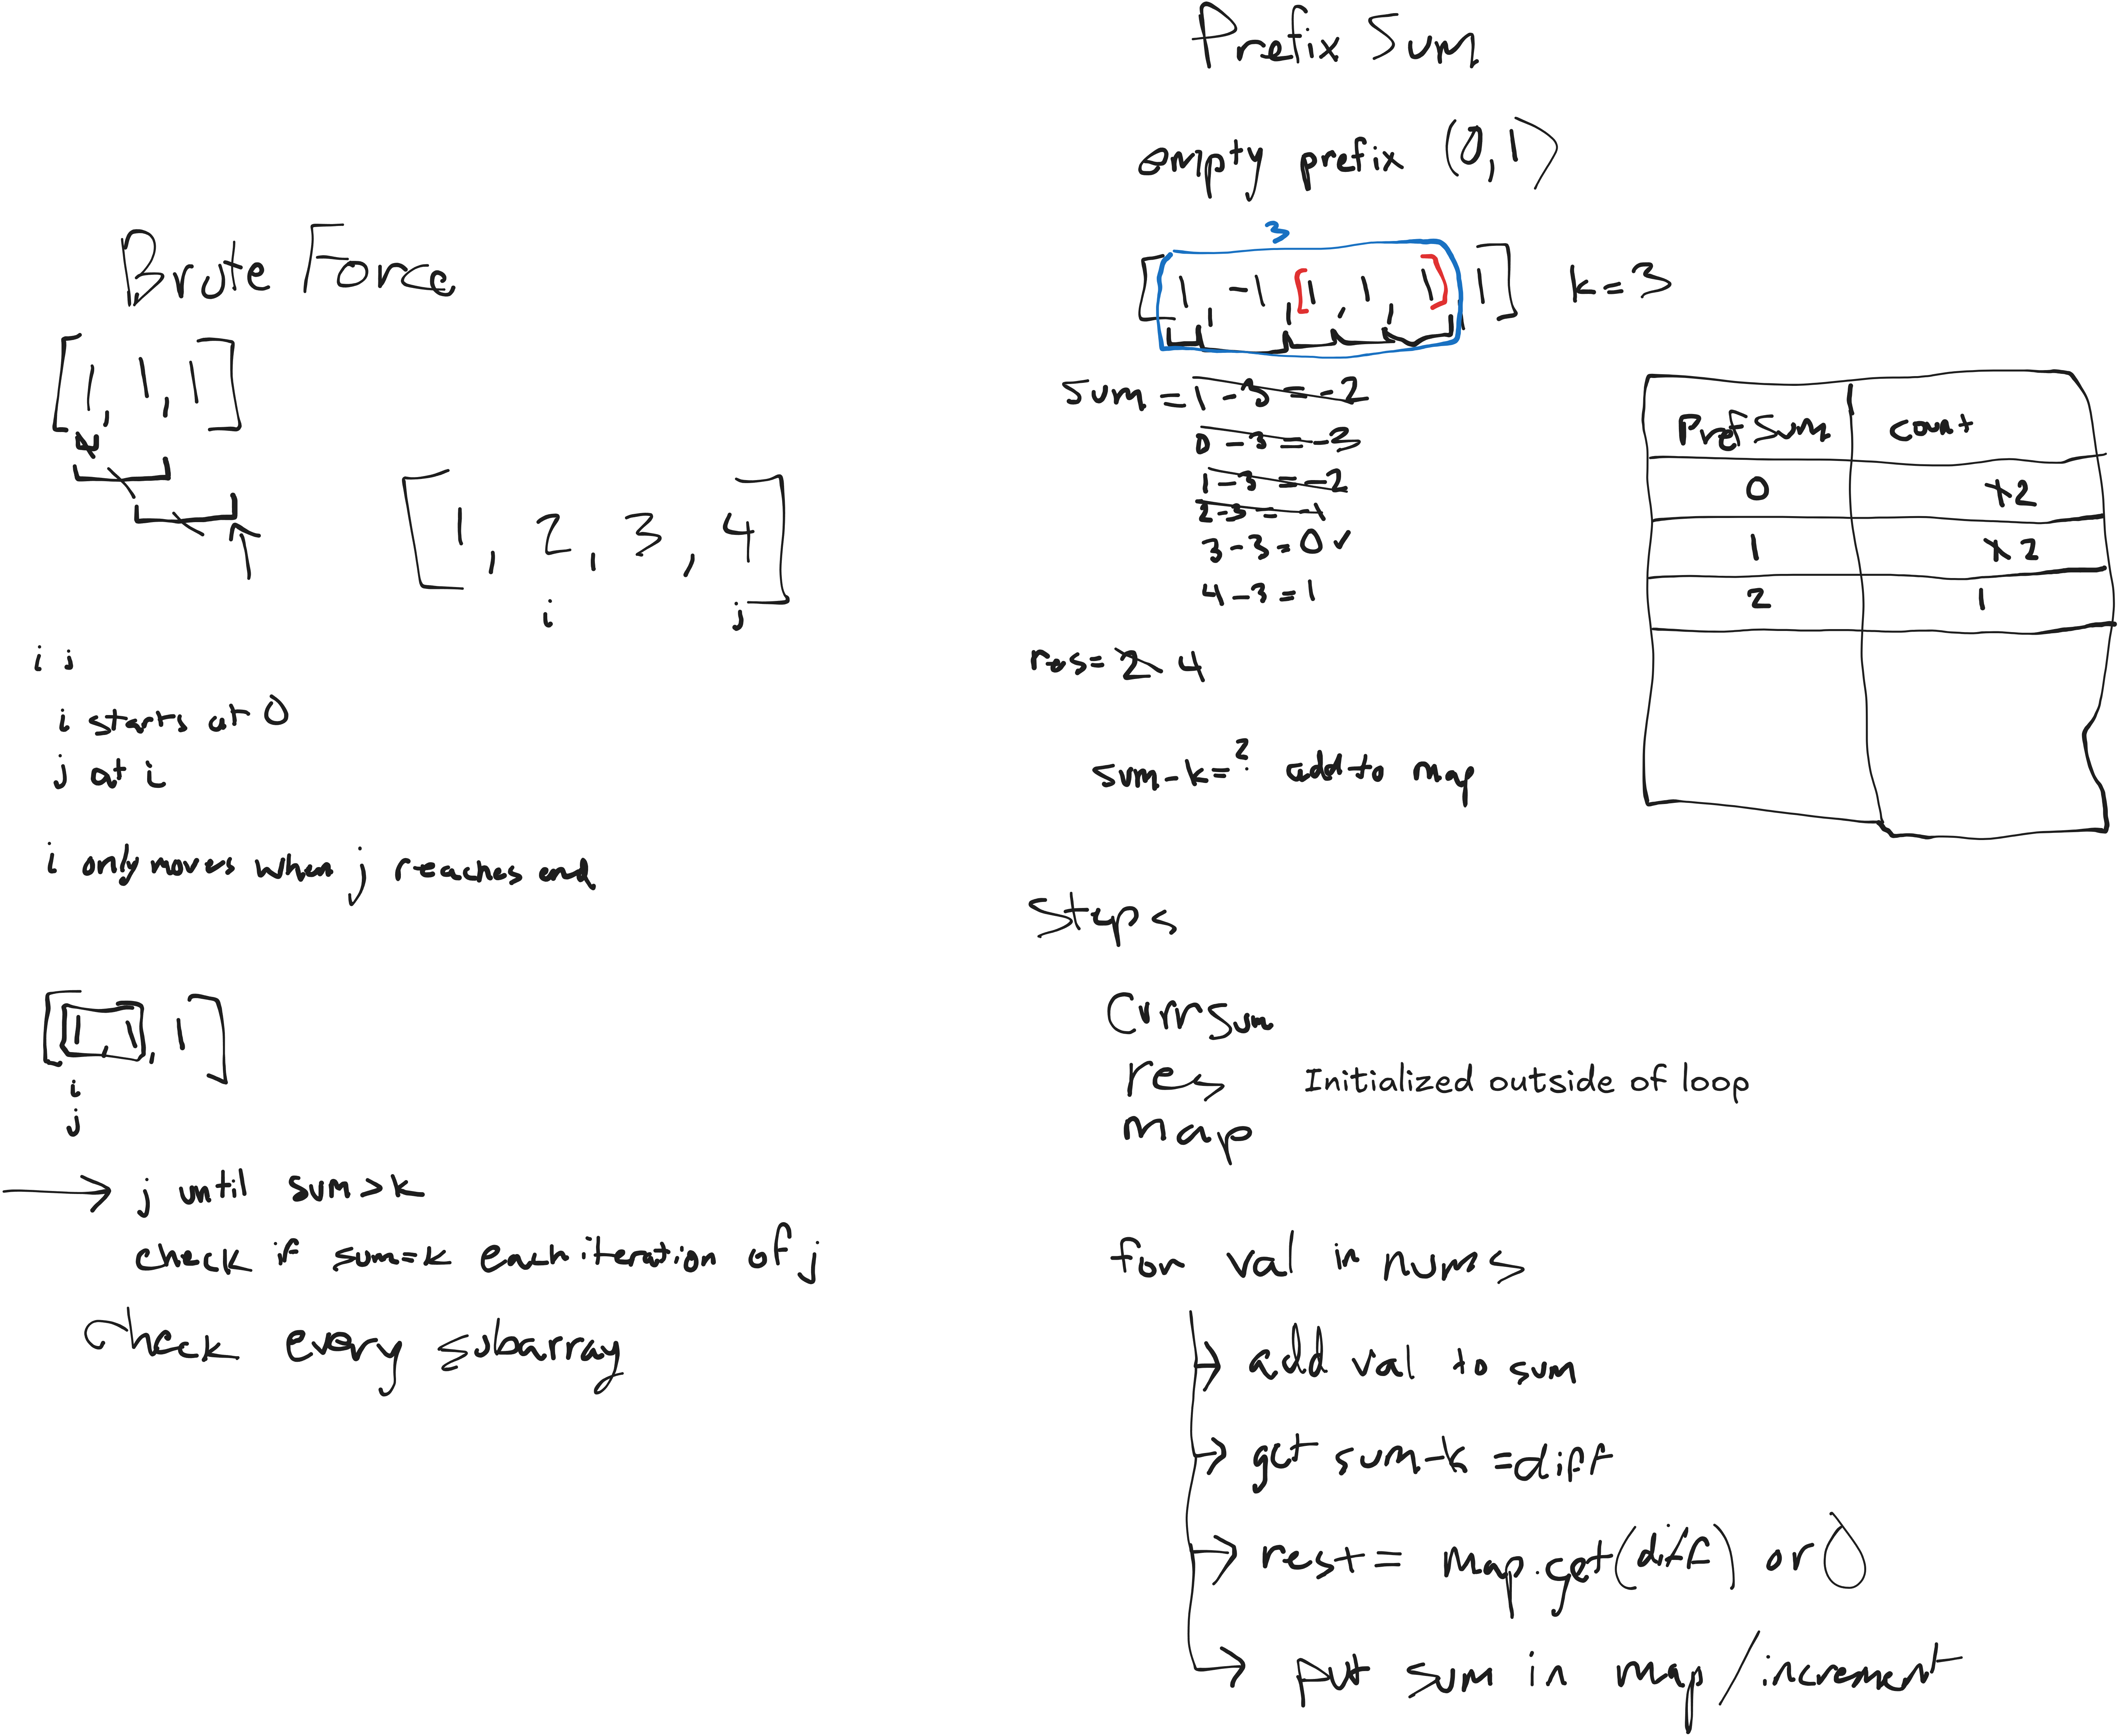 Brute Force
[1, 1, 1]
[1, 2, 3, 4]
i j
i j
i starts at 0
j at i
i only moves when j reaches end
[1, 1, 1]
i
j
→ j until sum > k
check if sum=k each iteration of j
check every subarray
Prefix Sum
empty prefix (0,1)
3
[1, -1, [1, 1, 1], 1] k=3
sum = 1-3=-2
0-3=-3
1-3=-2
2-3=-1
3-3=0 ✓
4-3=1
res= 2 4
sum-k=? add to map
PrefSum Count
0 1 2
1 1 2
2 1
Steps
CurrSum
res Initialized outside of loop
map
for val in nums
→ add val to sum
→ get sum-k =diff
→ res += map.get(diff) or 0
→ put sum in map/increment